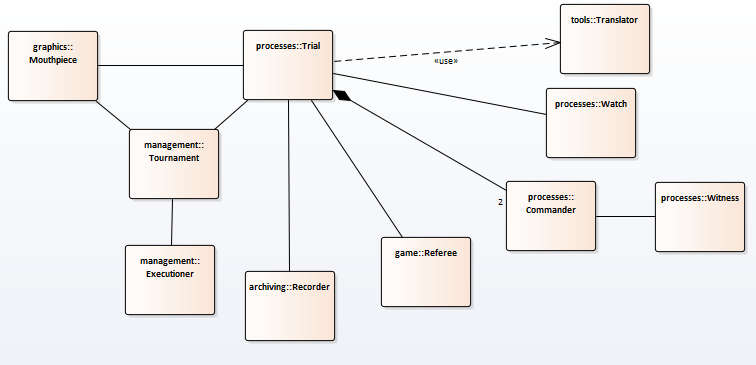 graphics::
Mouthpiece
processes::Trial
tools::Translator
«use»
processes::Watch
management::
Tournament
processes::
Commander
2
processes::Witness
management::
Executioner
archiving::Recorder
game::Referee